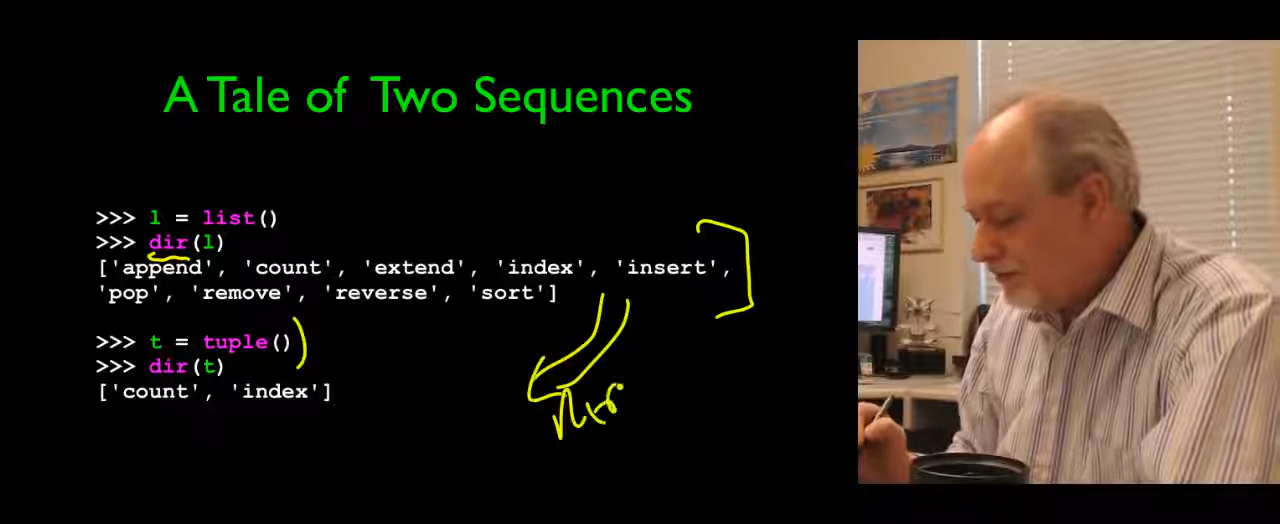 A Tale of Two Sequences
>>> l = list()
>>> dir(l)
['append', 'count', 'extend', 'index', 'insert',
'pop', 'remove', 'reverse', 'sort']
>>> t = tuple()
>>> dir(t)
['count', 'index']